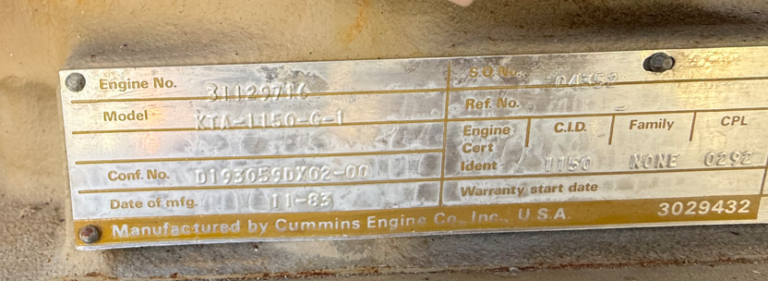 Engine No. 31129716
Model KTA-1150-G-1
Conf. No. D193059DX02-00
Date of mfg. 11-83
S.O. No. 04352
Ref. No.
Engine Cert Ident
C.I.D. 1150
Family NONE
CPL 0292
Warranty start date
Manufactured by Cummins Engine Co., Inc., U.S.A. 3029432